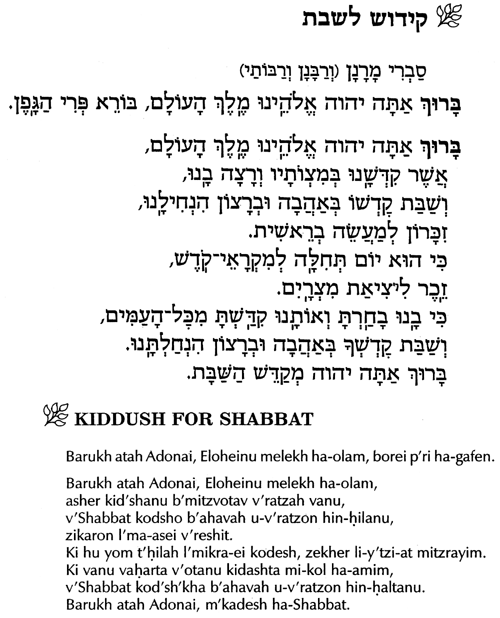 קידוש לשבת
סַבְרִי מָרָנָן (וְרַבָּנָן וְרַבּוֹתַי)
בָּרוּךְ אַתָּה יהוה אֱלֹהֵינוּ מֶלֶךְ הָעוֹלָם, בּוֹרֵא פְּרִי הַגָּפֶן.
בָּרוּךְ אַתָּה יהוה אֱלֹהֵינוּ מֶלֶךְ הָעוֹלָם,
אֲשֶׁר קִדְּשָׁנוּ בְּמִצְוֹתָיו וְרָצָה בָנוּ,
וְשַׁבַּת קָדְשׁוֹ בְּאַהֲבָה וּבְרָצוֹן הִנְחִילָנוּ,
זִכָּרוֹן לְמַעֲשֵׂה בְרֵאשִׁית.
כִּי הוּא יוֹם תְּחִלָּה לְמִקְרָאֵי־קֹדֶשׁ,
זֵכֶר לִיצִיאַת מִצְרָיִם.
כִּי בָנוּ בָחַרְתָּ וְאוֹתָנוּ קִדַּשְׁתָּ מִכָּל־הָעַמִּים,
וְשַׁבַּת קָדְשְׁךָ בְּאַהֲבָה וּבְרָצוֹן הִנְחַלְתָּנוּ.
בָּרוּךְ אַתָּה יהוה מְקַדֵּשׁ הַשַּׁבָּת.
KIDDUSH FOR SHABBAT
Barukh atah Adonai, Eloheinu melekh ha-olam, borei p'ri ha-gafen.
Barukh atah Adonai, Eloheinu melekh ha-olam,
asher kid'shanu b'mitzvotav v'ratzah vanu,
v'Shabbat kodsho b'ahavah u-v'ratzon hin-ḥilanu,
zikaron l'ma-asei v'reshit.
Ki hu yom t'ḥilah l'mikra-ei kodesh, zekher li-y'tzi-at mitzrayim.
Ki vanu vaḥarta v'otanu kidashta mi-kol ha-amim,
v'Shabbat kod'sh'kha b'ahavah u-v'ratzon hin-ḥaltanu.
Barukh atah Adonai, m'kadesh ha-Shabbat.